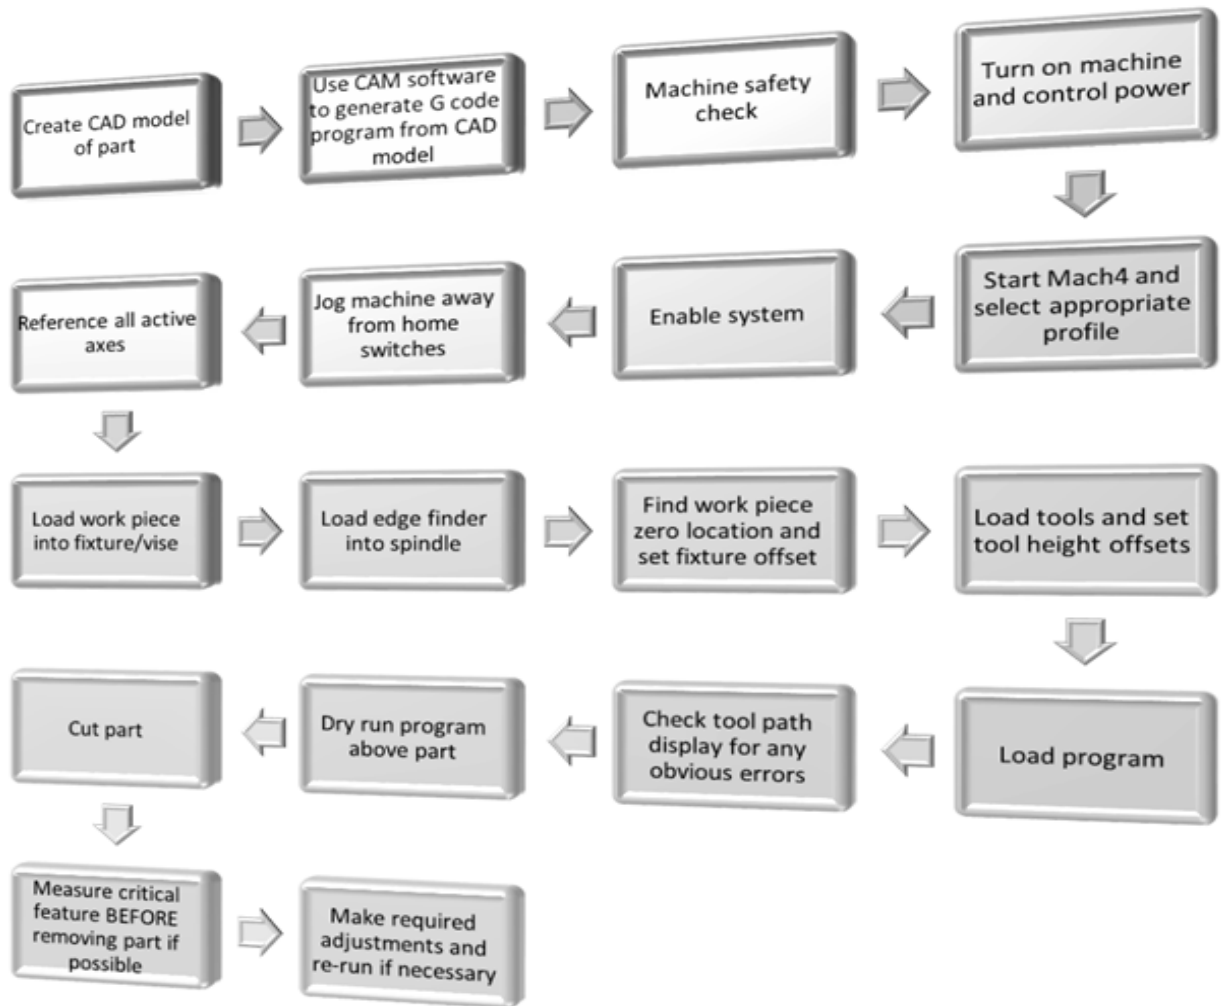 Create CAD model
of part
Use CAM software
to generate G code
program from CAD
model
Machine safety
check
Turn on machine
and control power
Start Mach4 and
select appropriate
profile
Enable system
Jog machine away
from home
switches
Reference all active
axes
Load work piece
into fixture/vise
Load edge finder
into spindle
Find work piece
zero location and
set fixture offset
Load tools and set
tool height offsets
Load program
Check tool path
display for any
obvious errors
Dry run program
above part
Cut part
Measure critical
feature BEFORE
removing part if
possible
Make required
adjustments and
re-run if necessary